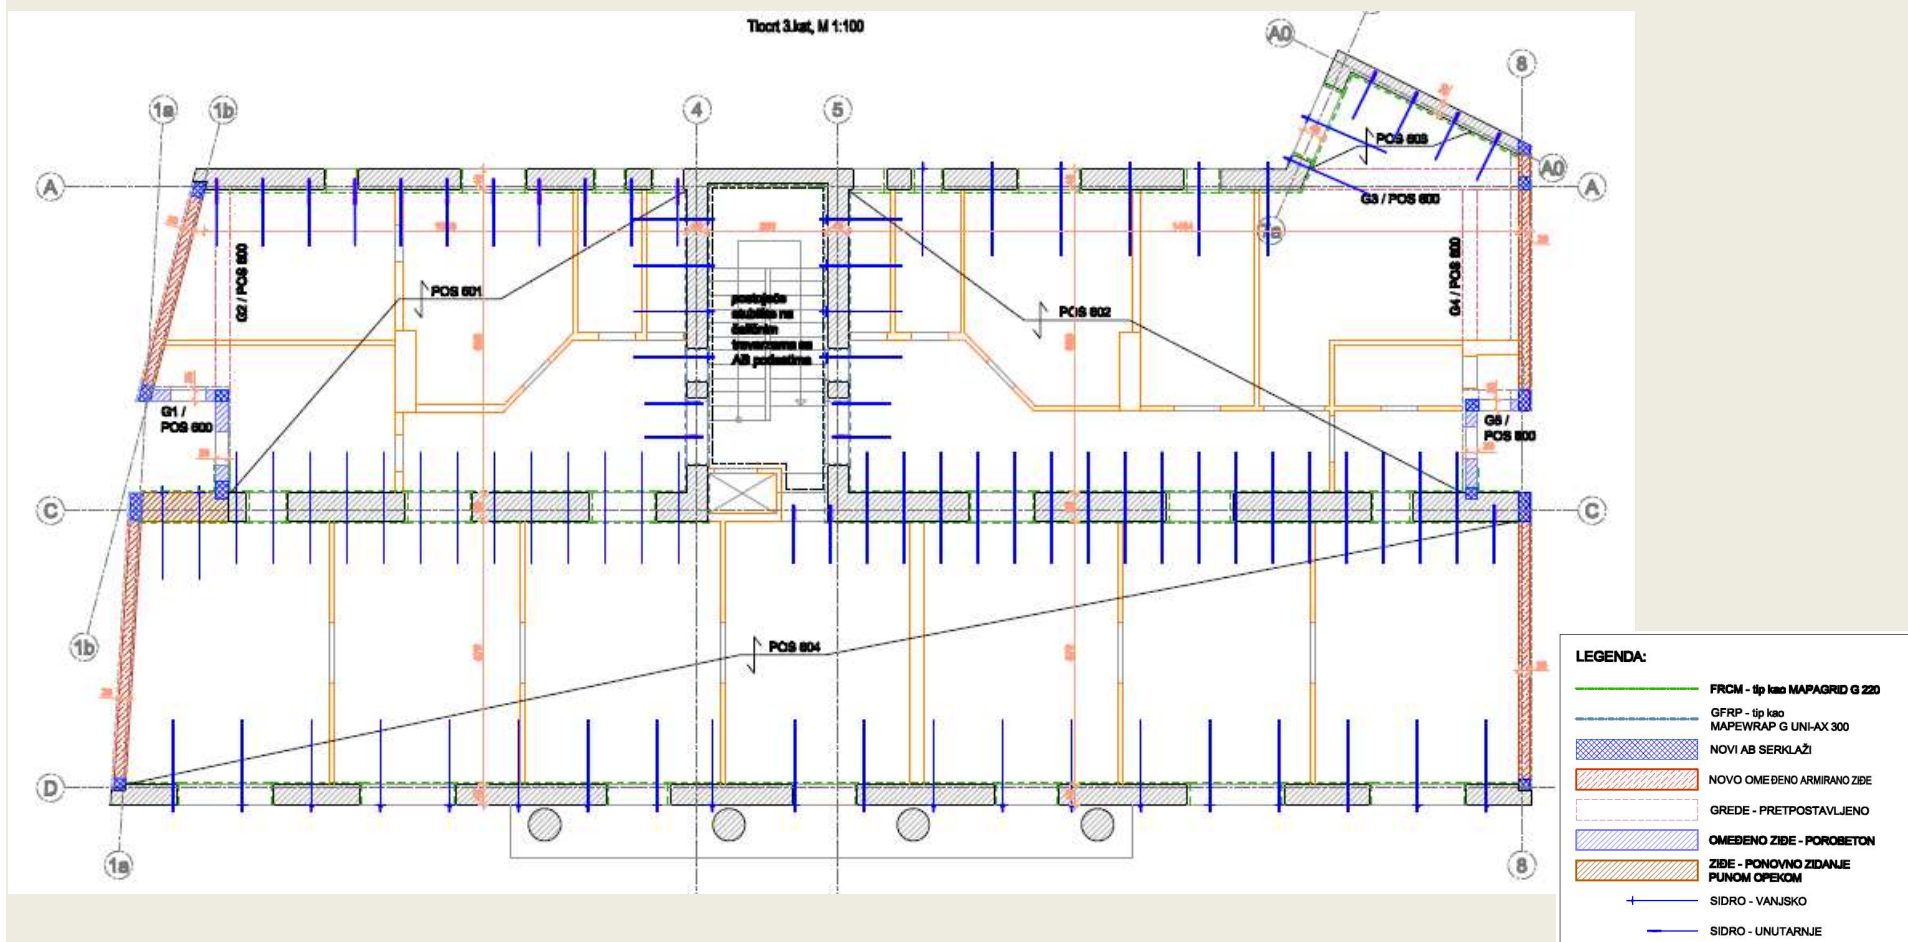 Tlocrt 3.kat, M 1:100
A0
8
1a
1b
4
5
POS 603
A0
A
A
G3 / POS 600
G2 / POS 600
POS 601
G4 / POS 600
POS 602
postojeće
stubište na
čeličnim
traverzama sa
AB podestima
G1 /
POS 600
G5 /
POS 600
C
C
1b
POS 604
D
1a
8
LEGENDA:
FRCM - tip kao MAPAGRID G 220
GFRP - tip kao
MAPEWRAP G UNI-AX 300
NOVI AB SERKLAŽI
NOVO OMEĐENO ARMIRANO ZIĐE
GREDE - PRETPOSTAVLJENO
OMEĐENO ZIĐE - POROBETON
ZIĐE - PONOVNO ZIDANJE
PUNOM OPEKOM
SIDRO - VANJSKO
SIDRO - UNUTARNJE